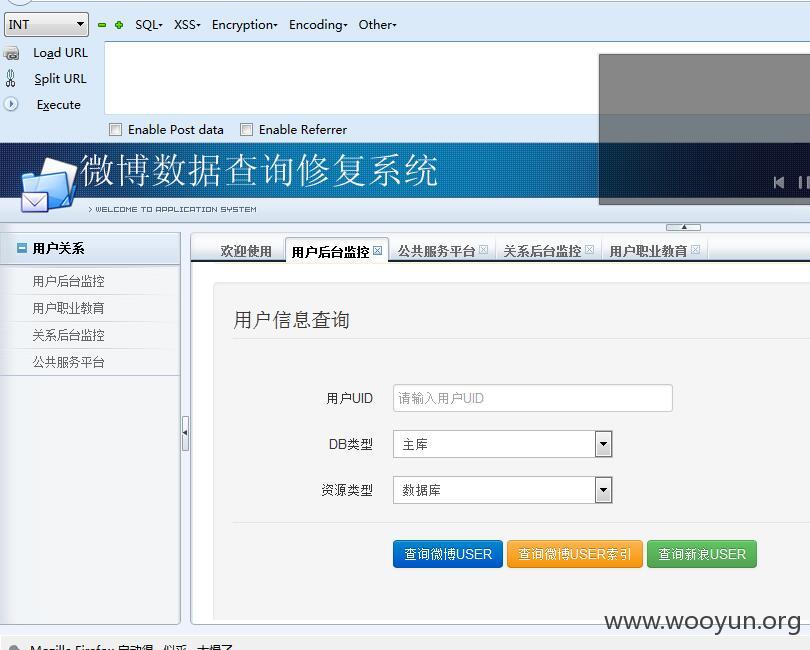 INT SQL- XSS- Encryption- Encoding- Other-
Load URL
Split URL
Execute
Enable Post data Enable Referrer
微博数据查询修复系统
> WELCOME TO APPLICATION SYSTEM
用户关系
用户后台监控
用户职业教育
关系后台监控
公共服务平台
欢迎使用 用户后台监控 公共服务平台 关系后台监控 用户职业教育
用户信息查询
用户UID 请输入用户UID
DB类型 主库
资源类型 数据库
查询微博USER 查询微博USER索引 查询新浪USER
www.wooyun.org
Mozilla Firefox 启动得